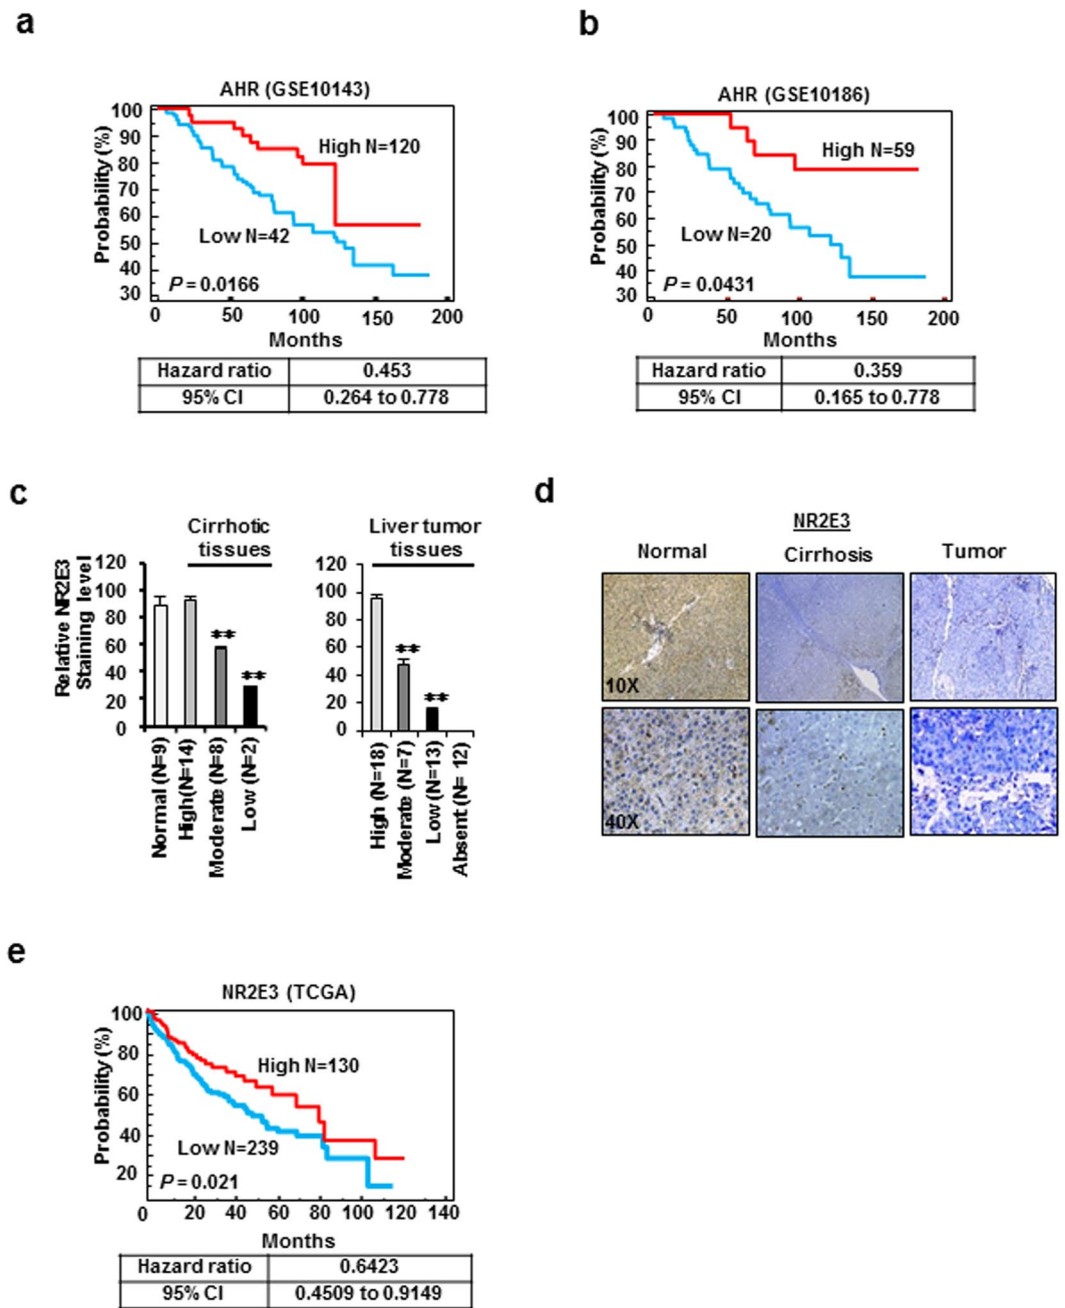 a
AHR (GSE10143)
Probability (%)
100
90
80
70
60
50
40
30
High N=120
Low N=42
P = 0.0166
0 50 100 150 200
Months
Hazard ratio 0.453
95% CI 0.264 to 0.778
b
AHR (GSE10186)
Probability (%)
100
90
80
70
60
50
40
30
High N=59
Low N=20
P = 0.0431
0 50 100 150 200
Months
Hazard ratio 0.359
95% CI 0.165 to 0.778
c
Cirrhotic
tissues
Relative NR2E3
Staining level
120
100
80
60
40
20
0
**
**
Normal (N=9)
High(N=14)
Moderate (N=8)
Low (N=2)
Liver tumor
tissues
120
100
80
60
40
20
0
**
**
High (N=18)
Moderate (N=7)
Low (N=13)
Absent (N= 12)
d
NR2E3
Normal Cirrhosis Tumor
10X
40X
e
NR2E3 (TCGA)
Probability (%)
100
80
60
40
20
High N=130
Low N=239
P = 0.021
0 20 40 60 80 100 120 140
Months
Hazard ratio 0.6423
95% CI 0.4509 to 0.9149